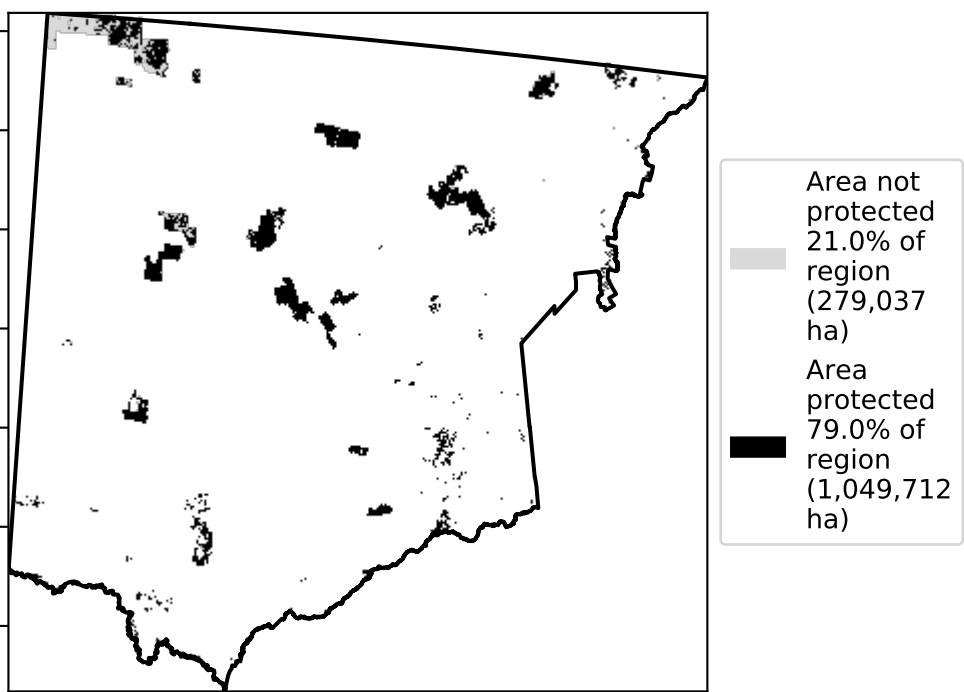 Area not
protected
21.0% of
region
(279,037
ha)
Area
protected
79.0% of
region
(1,049,712
ha)